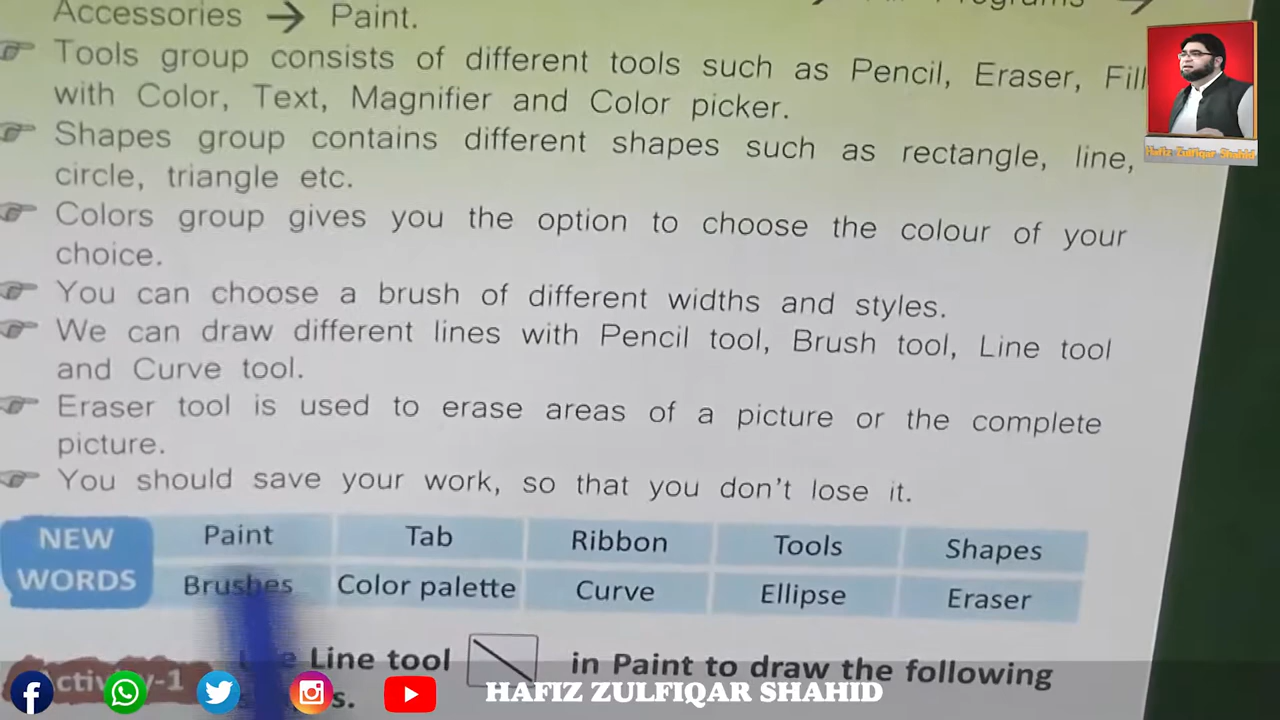 Accessories → Paint.
Tools group consists of different tools such as Pencil, Eraser, Fill
with Color, Text, Magnifier and Color picker.
Shapes group contains different shapes such as rectangle, line,
circle, triangle etc.
Colors group gives you the option to choose the colour of your
choice.
You can choose a brush of different widths and styles.
We can draw different lines with Pencil tool, Brush tool, Line tool
and Curve tool.
Eraser tool is used to erase areas of a picture or the complete
picture.
You should save your work, so that you don't lose it.
NEW WORDS
Paint Tab Ribbon Tools Shapes
Brushes Color palette Curve Ellipse Eraser
Line tool in Paint to draw the following
Hafiz Zulfiqar Shahid
HAFIZ ZULFIQAR SHAHID